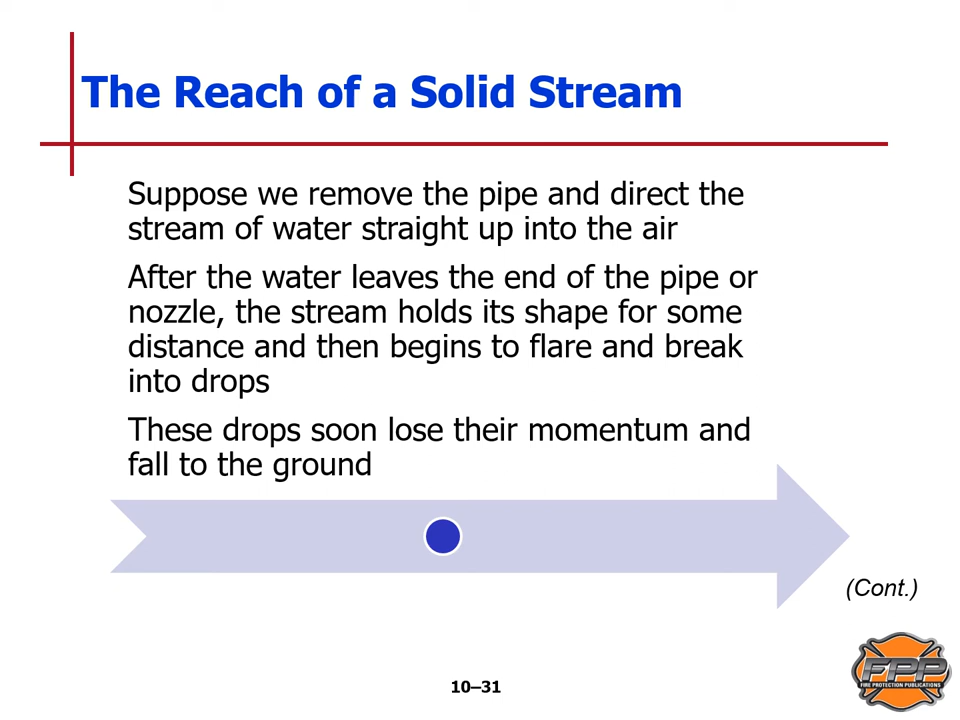 The Reach of a Solid Stream
Suppose we remove the pipe and direct the
stream of water straight up into the air
After the water leaves the end of the pipe or
nozzle, the stream holds its shape for some
distance and then begins to flare and break
into drops
These drops soon lose their momentum and
fall to the ground
(Cont.)
FPP
FIRE PROTECTION PUBLICATIONS
10–31